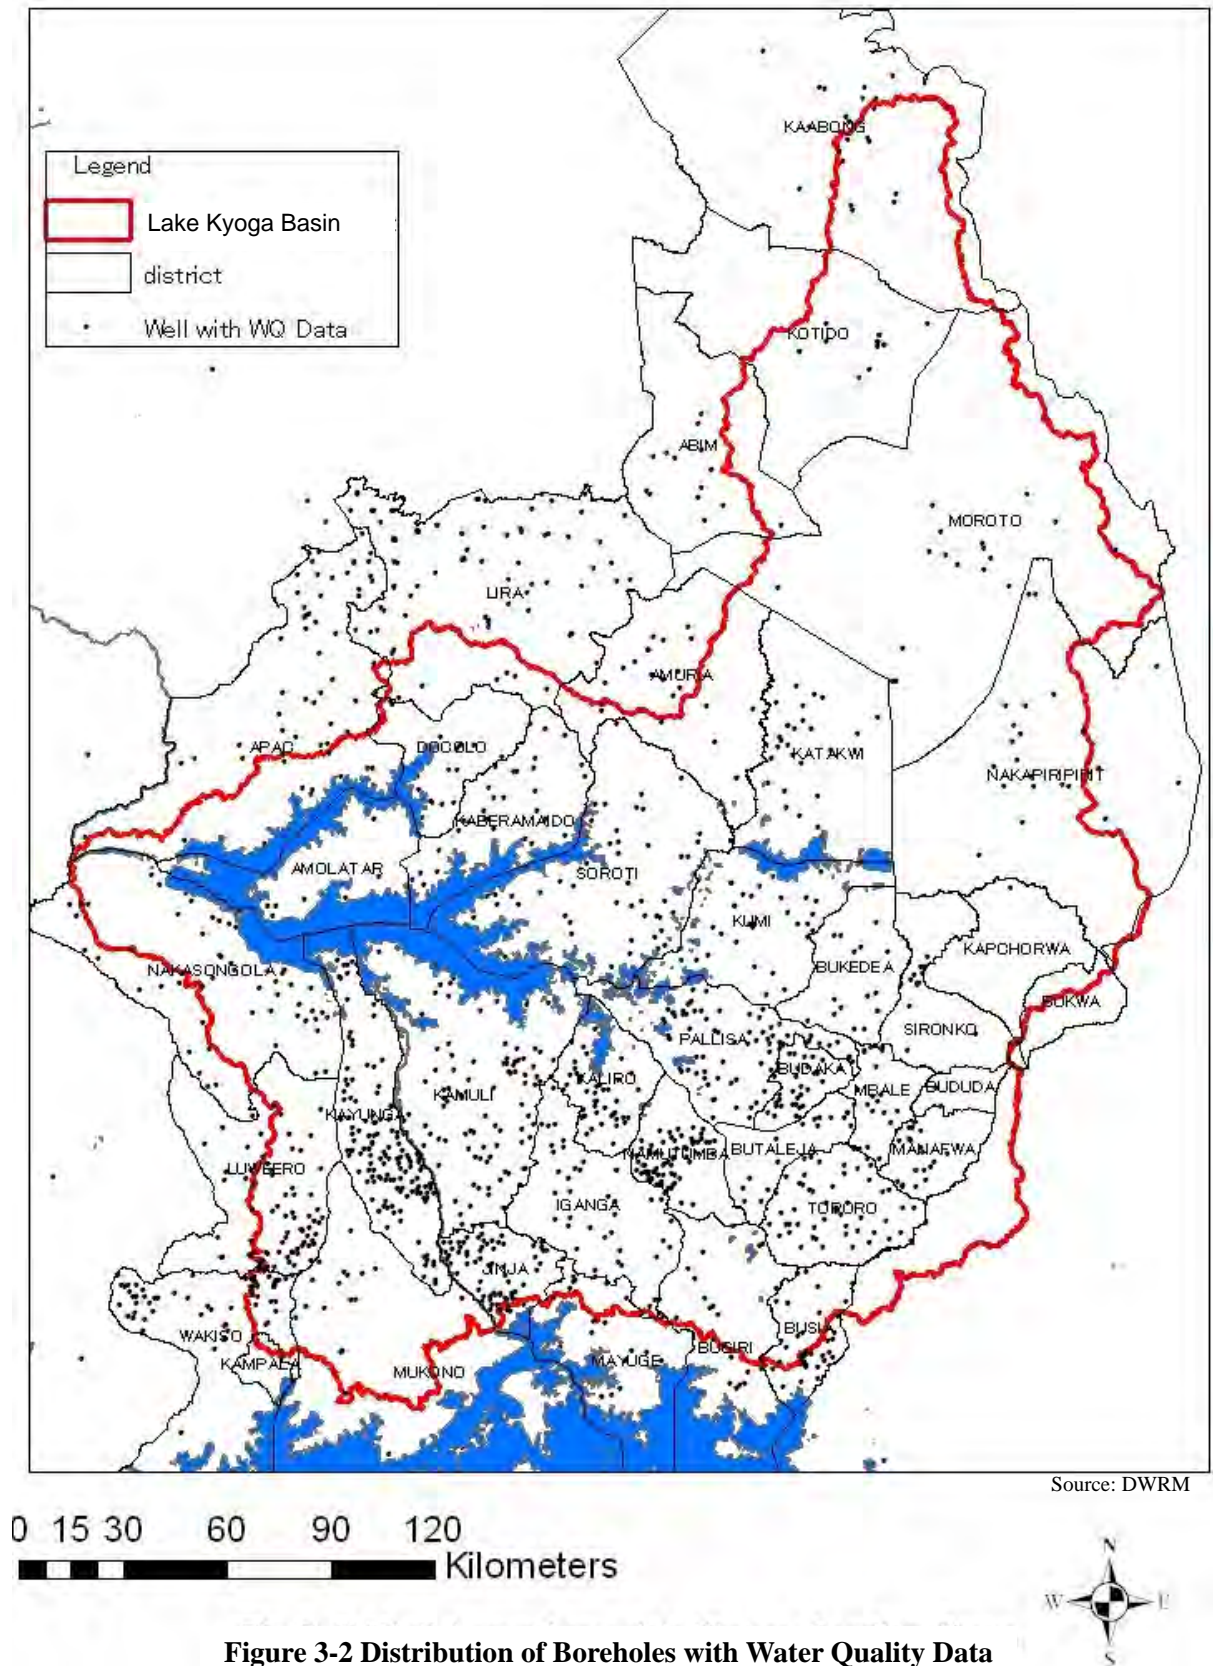 Legend
Lake Kyoga Basin
district
Well with WQ Data
KAABONG
KOTIDO
ABIM
MOROTO
LIRA
AMURIA
APAC
DOCOLO
KATAKWI
NAKAPIRIPIRIT
KABERAMAIDO
AMOLATAR
SOROTI
KUMI
KAPCHORWA
NAKASONGOLA
BUKEDEA
BUKWA
SIRONKO
PALLISA
BUDAKA
KALIRO
MBALE
BUDUDA
KAMULI
KAYUNGA
NAMUTUMBA
BUTALEJA
MANAFWA
LUWEERO
IGANGA
TORORO
JINJA
WAKISO
BUSIA
KAMPALA
MUKONO
MAYUGE
BUGIRI
Source: DWRM
0 15 30 60 90 120
Kilometers
N
W E
S
Figure 3-2 Distribution of Boreholes with Water Quality Data